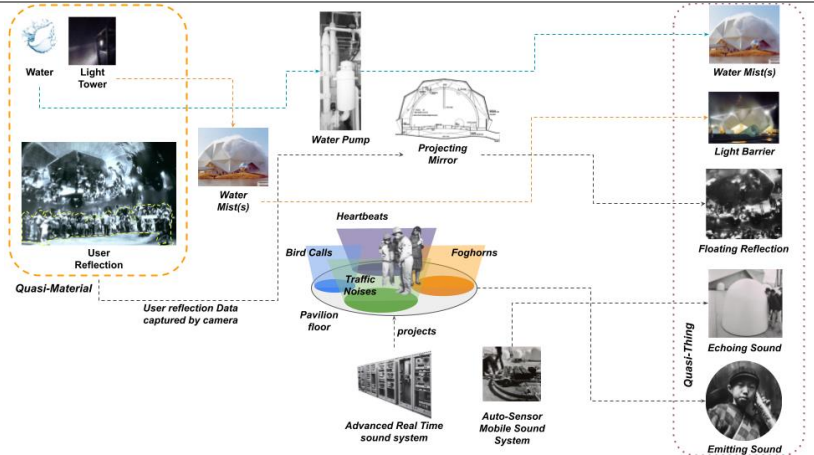 Water
Light
Tower
Water Pump
Projecting
Mirror
Water Mist(s)
Light Barrier
Water
Mist(s)
User
Reflection
Quasi-Material
User reflection Data
captured by camera
Heartbeats
Bird Calls
Foghorns
Traffic
Noises
Pavilion
floor
projects
Advanced Real Time
sound system
Auto-Sensor
Mobile Sound
System
Floating Reflection
Echoing Sound
Emitting Sound
Quasi-Thing